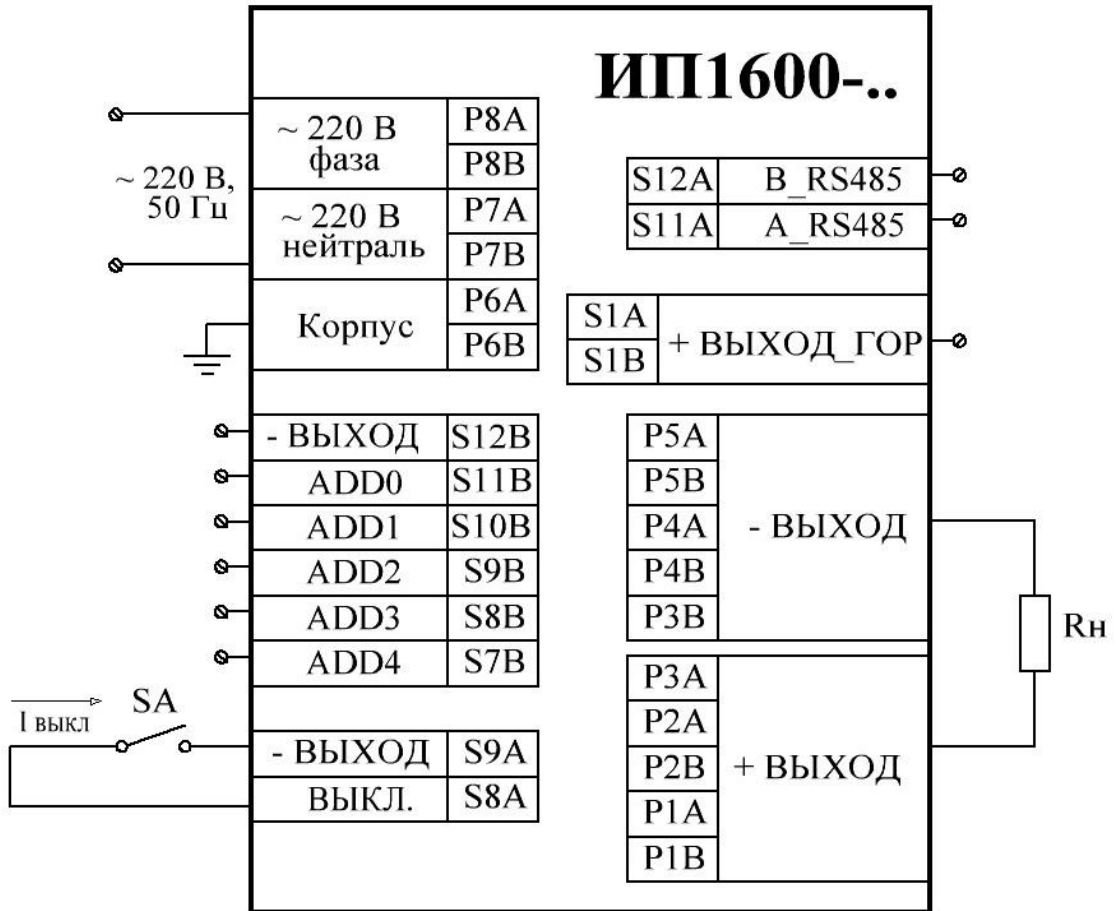 ИП1600-..
~ 220 В,
50 Гц
~ 220 В
фаза
P8A
P8B
~ 220 В
нейтраль
P7A
P7B
Корпус
P6A
P6B
- ВЫХОД S12B
ADD0 S11B
ADD1 S10B
ADD2 S9B
ADD3 S8B
ADD4 S7B
SA
I выкл
- ВЫХОД S9A
ВЫКЛ. S8A
S12A B_RS485
S11A A_RS485
S1A
S1B
+ ВЫХОД_ГОР
P5A
P5B
P4A
P4B
P3B
- ВЫХОД
Rн
P3A
P2A
P2B
P1A
P1B
+ ВЫХОД